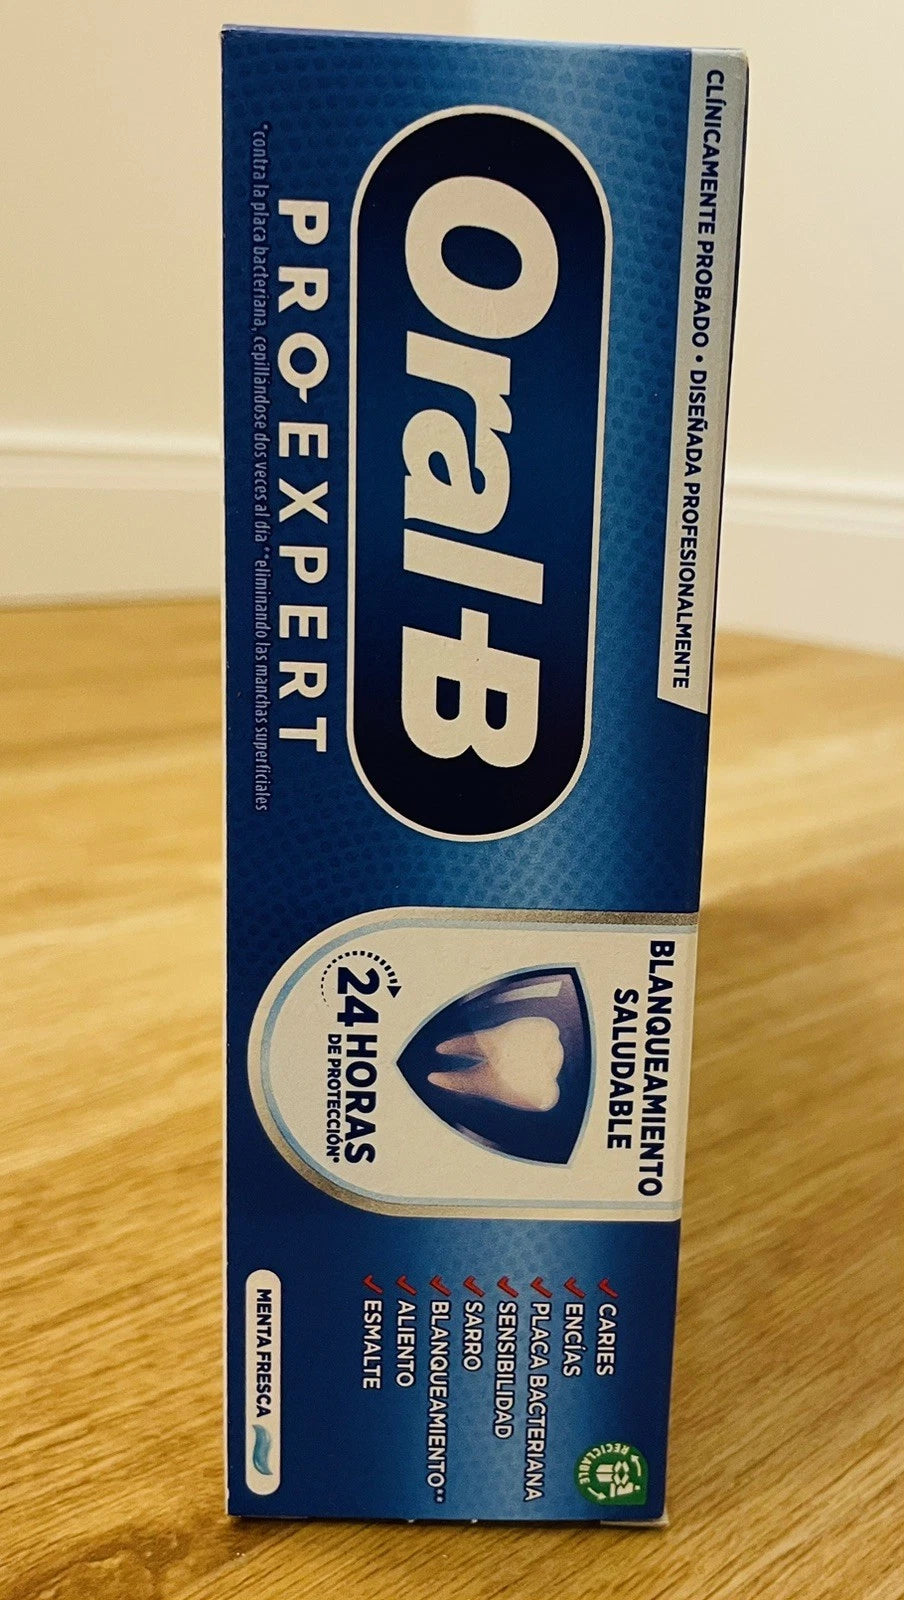 CLÍNICAMENTE PROBADO • DISEÑADA PROFESIONALMENTE
Oral-B
PRO-EXPERT
*contra la placa bacteriana, cepillándose dos veces al día **eliminando las manchas superficiales
BLANQUEAMIENTO
SALUDABLE
24 HORAS
DE PROTECCIÓN*
CARIES
ENCÍAS
PLACA BACTERIANA
SENSIBILIDAD
SARRO
BLANQUEAMIENTO**
ALIENTO
ESMALTE
RECICLABLE
MENTA FRESCA